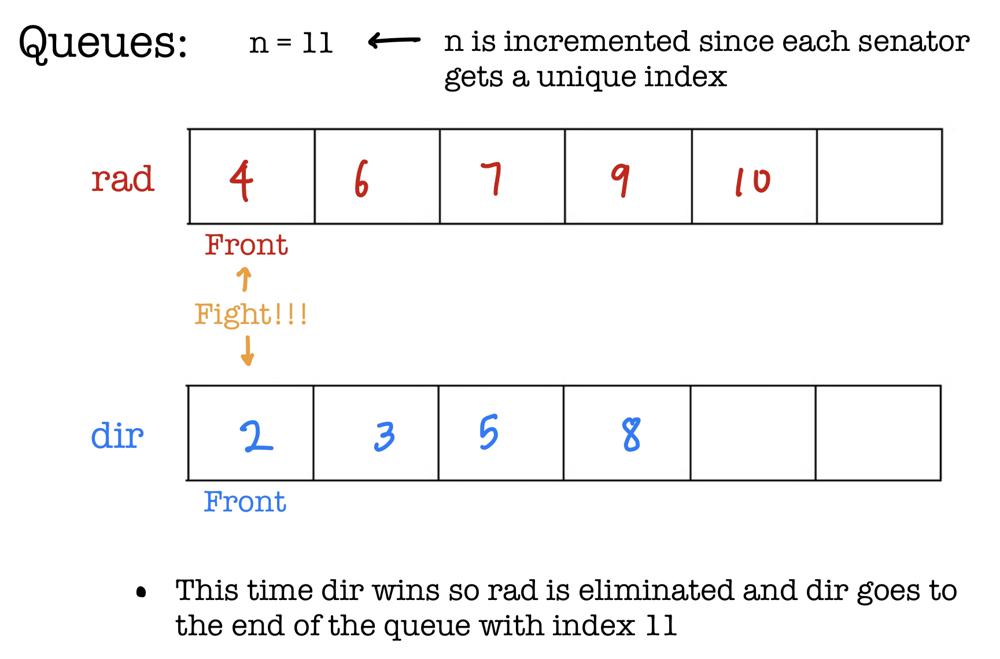 Queues: n = 11 ← n is incremented since each senator
gets a unique index
rad 4 6 7 9 10
Front
↑
Fight!!!
↓
dir 2 3 5 8
Front
• This time dir wins so rad is eliminated and dir goes to
the end of the queue with index 11